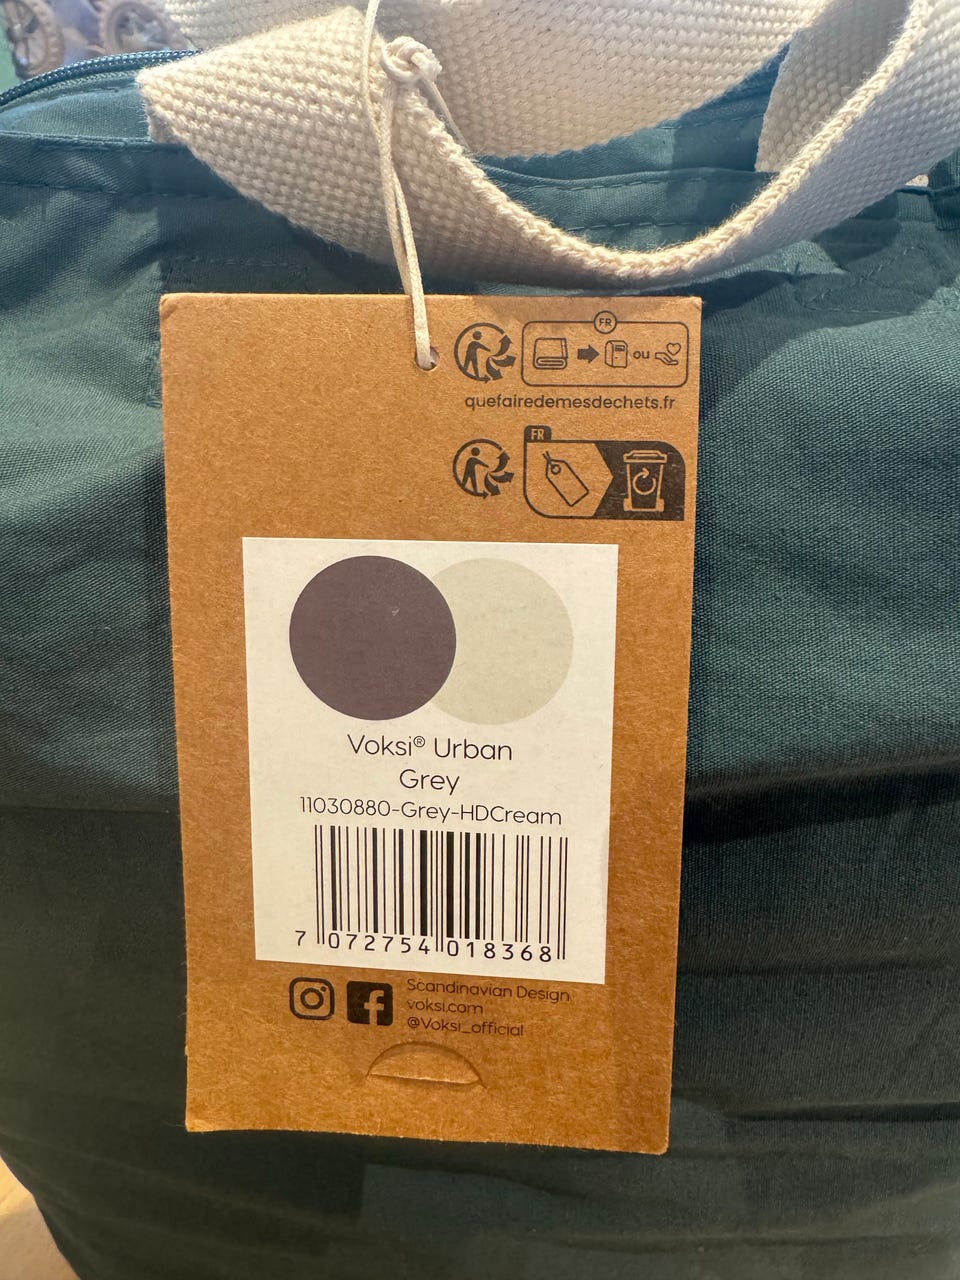 FR
ou
quefairedemesdechets.fr
FR
Voksi® Urban
Grey
11030880-Grey-HDCream
7 072754 018368
Scandinavian Design
voksi.com
@Voksi_official